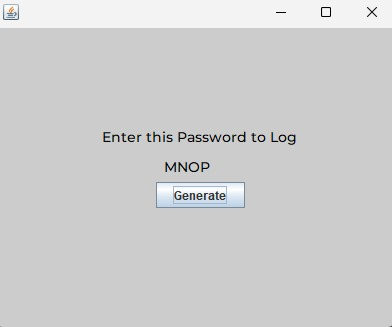 Enter this Password to Log
MNOP
Generate